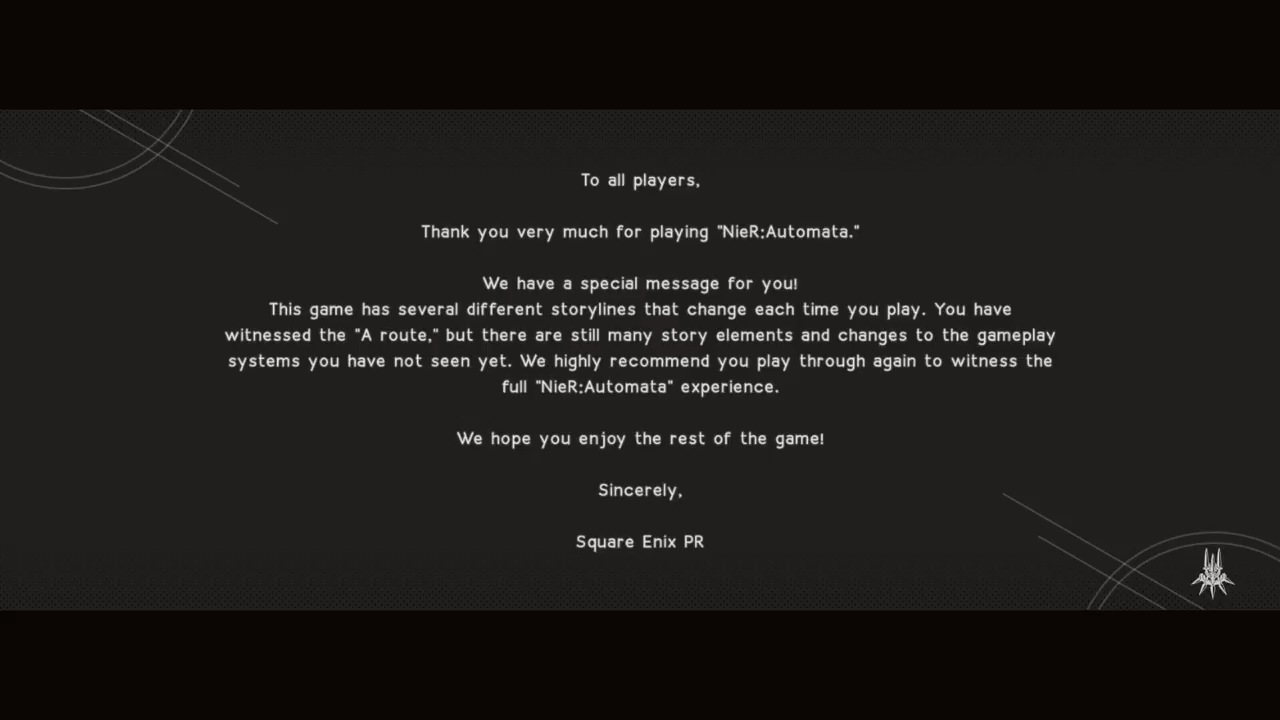 To all players,
Thank you very much for playing "NieR:Automata."
We have a special message for you!
This game has several different storylines that change each time you play. You have
witnessed the "A route," but there are still many story elements and changes to the gameplay
systems you have not seen yet. We highly recommend you play through again to witness the
full "NieR:Automata" experience.
We hope you enjoy the rest of the game!
Sincerely,
Square Enix PR